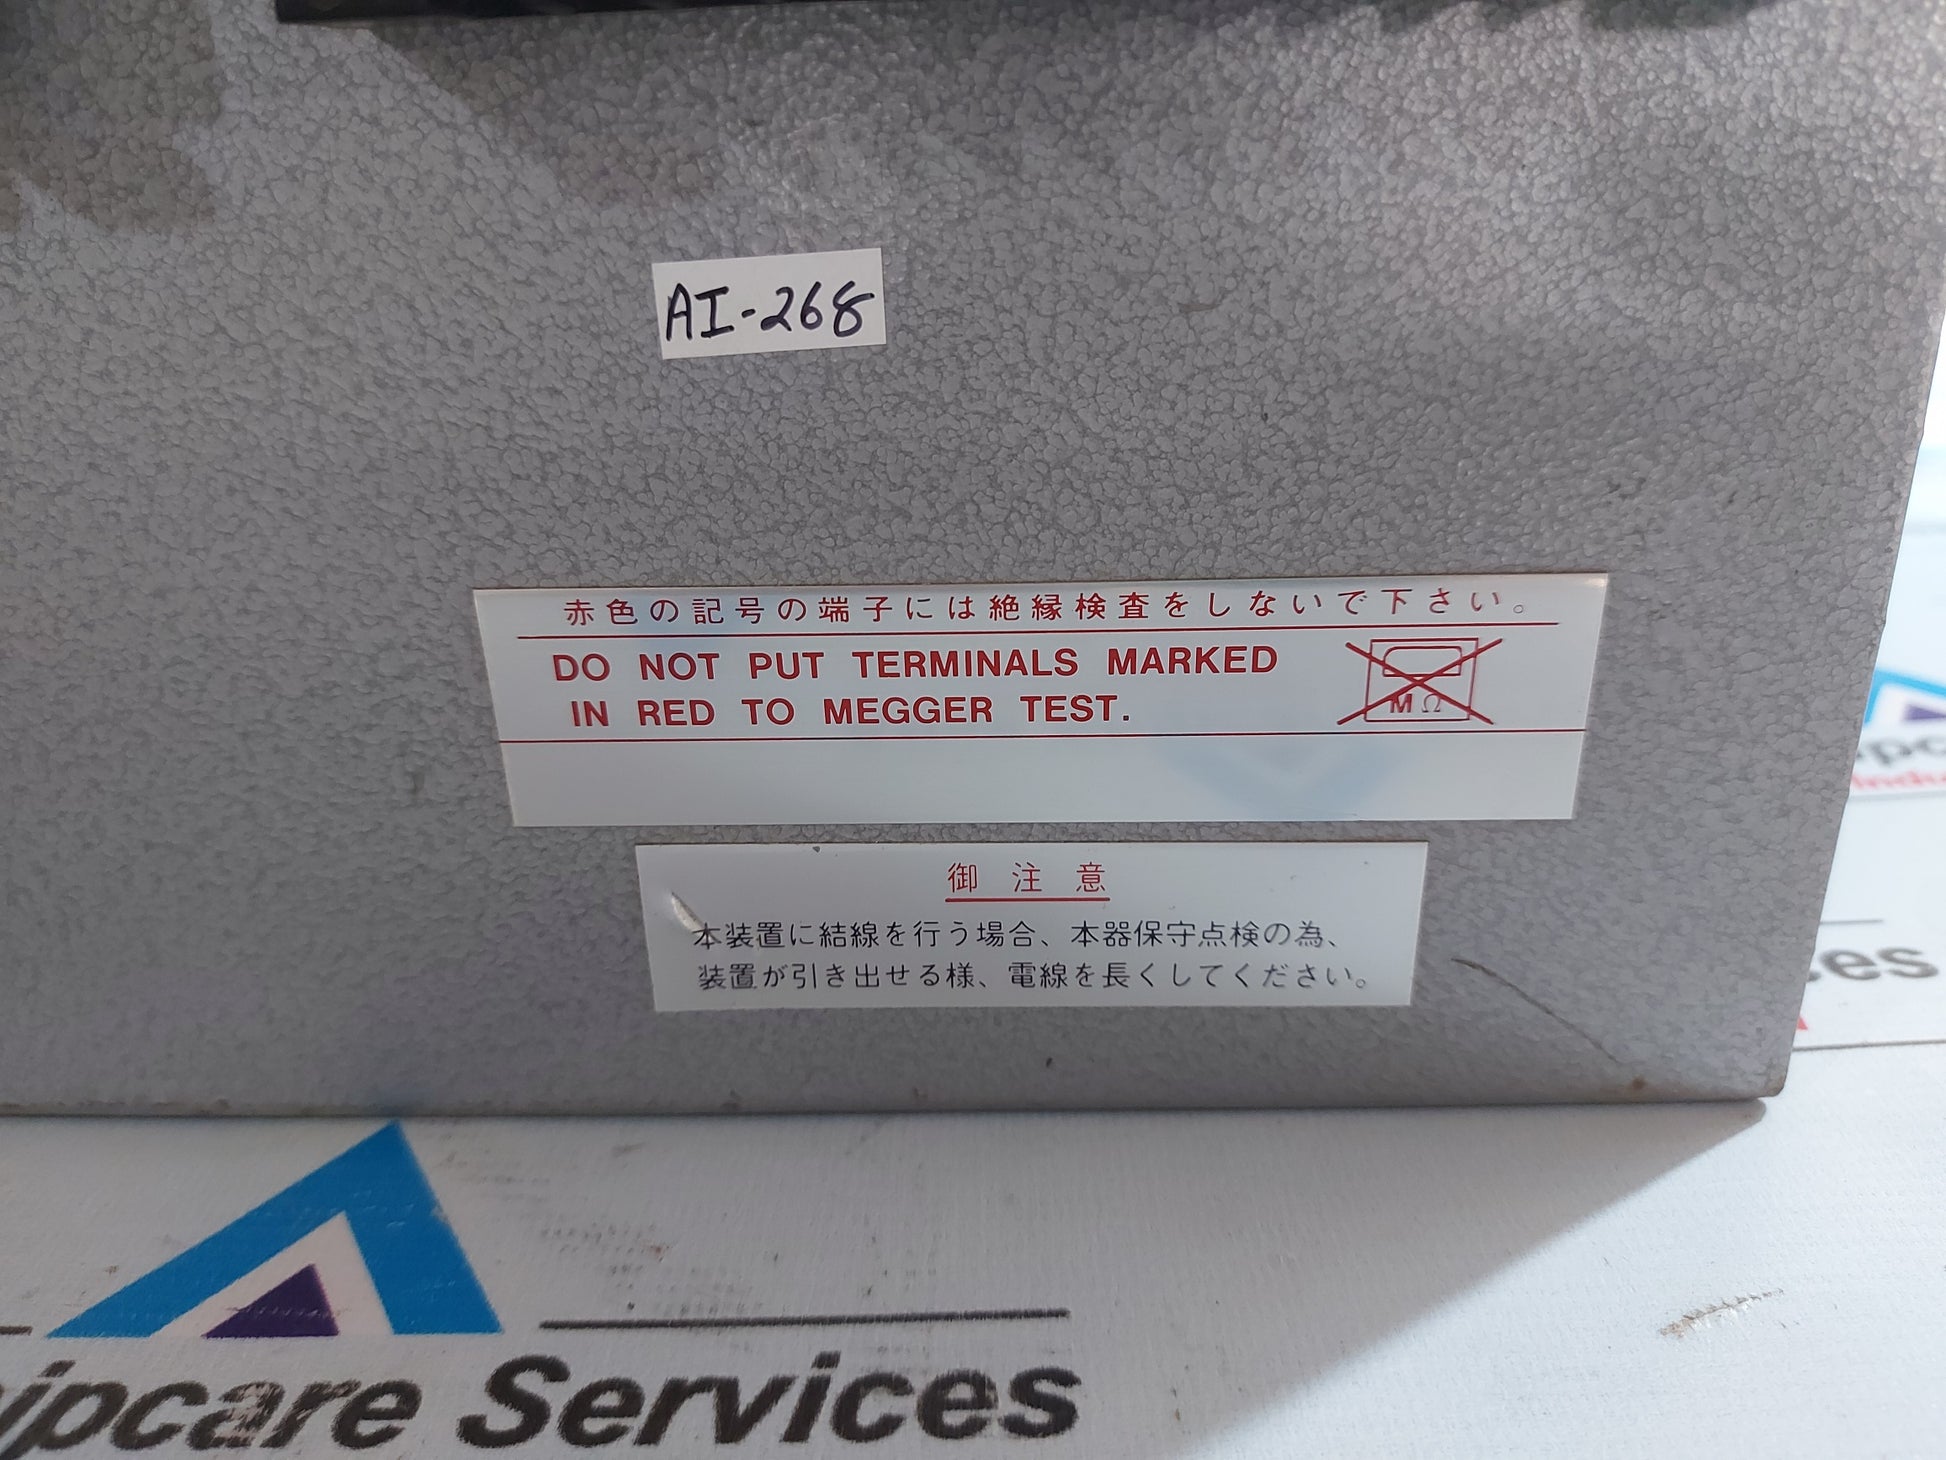 AI-268
赤色の記号の端子には絶縁検査をしないで下さい。
DO NOT PUT TERMINALS MARKED
IN RED TO MEGGER TEST.
MΩ
御注意
本装置に結線を行う場合、本器保守点検の為、
装置が引き出せる様、電線を長くしてください。
Services